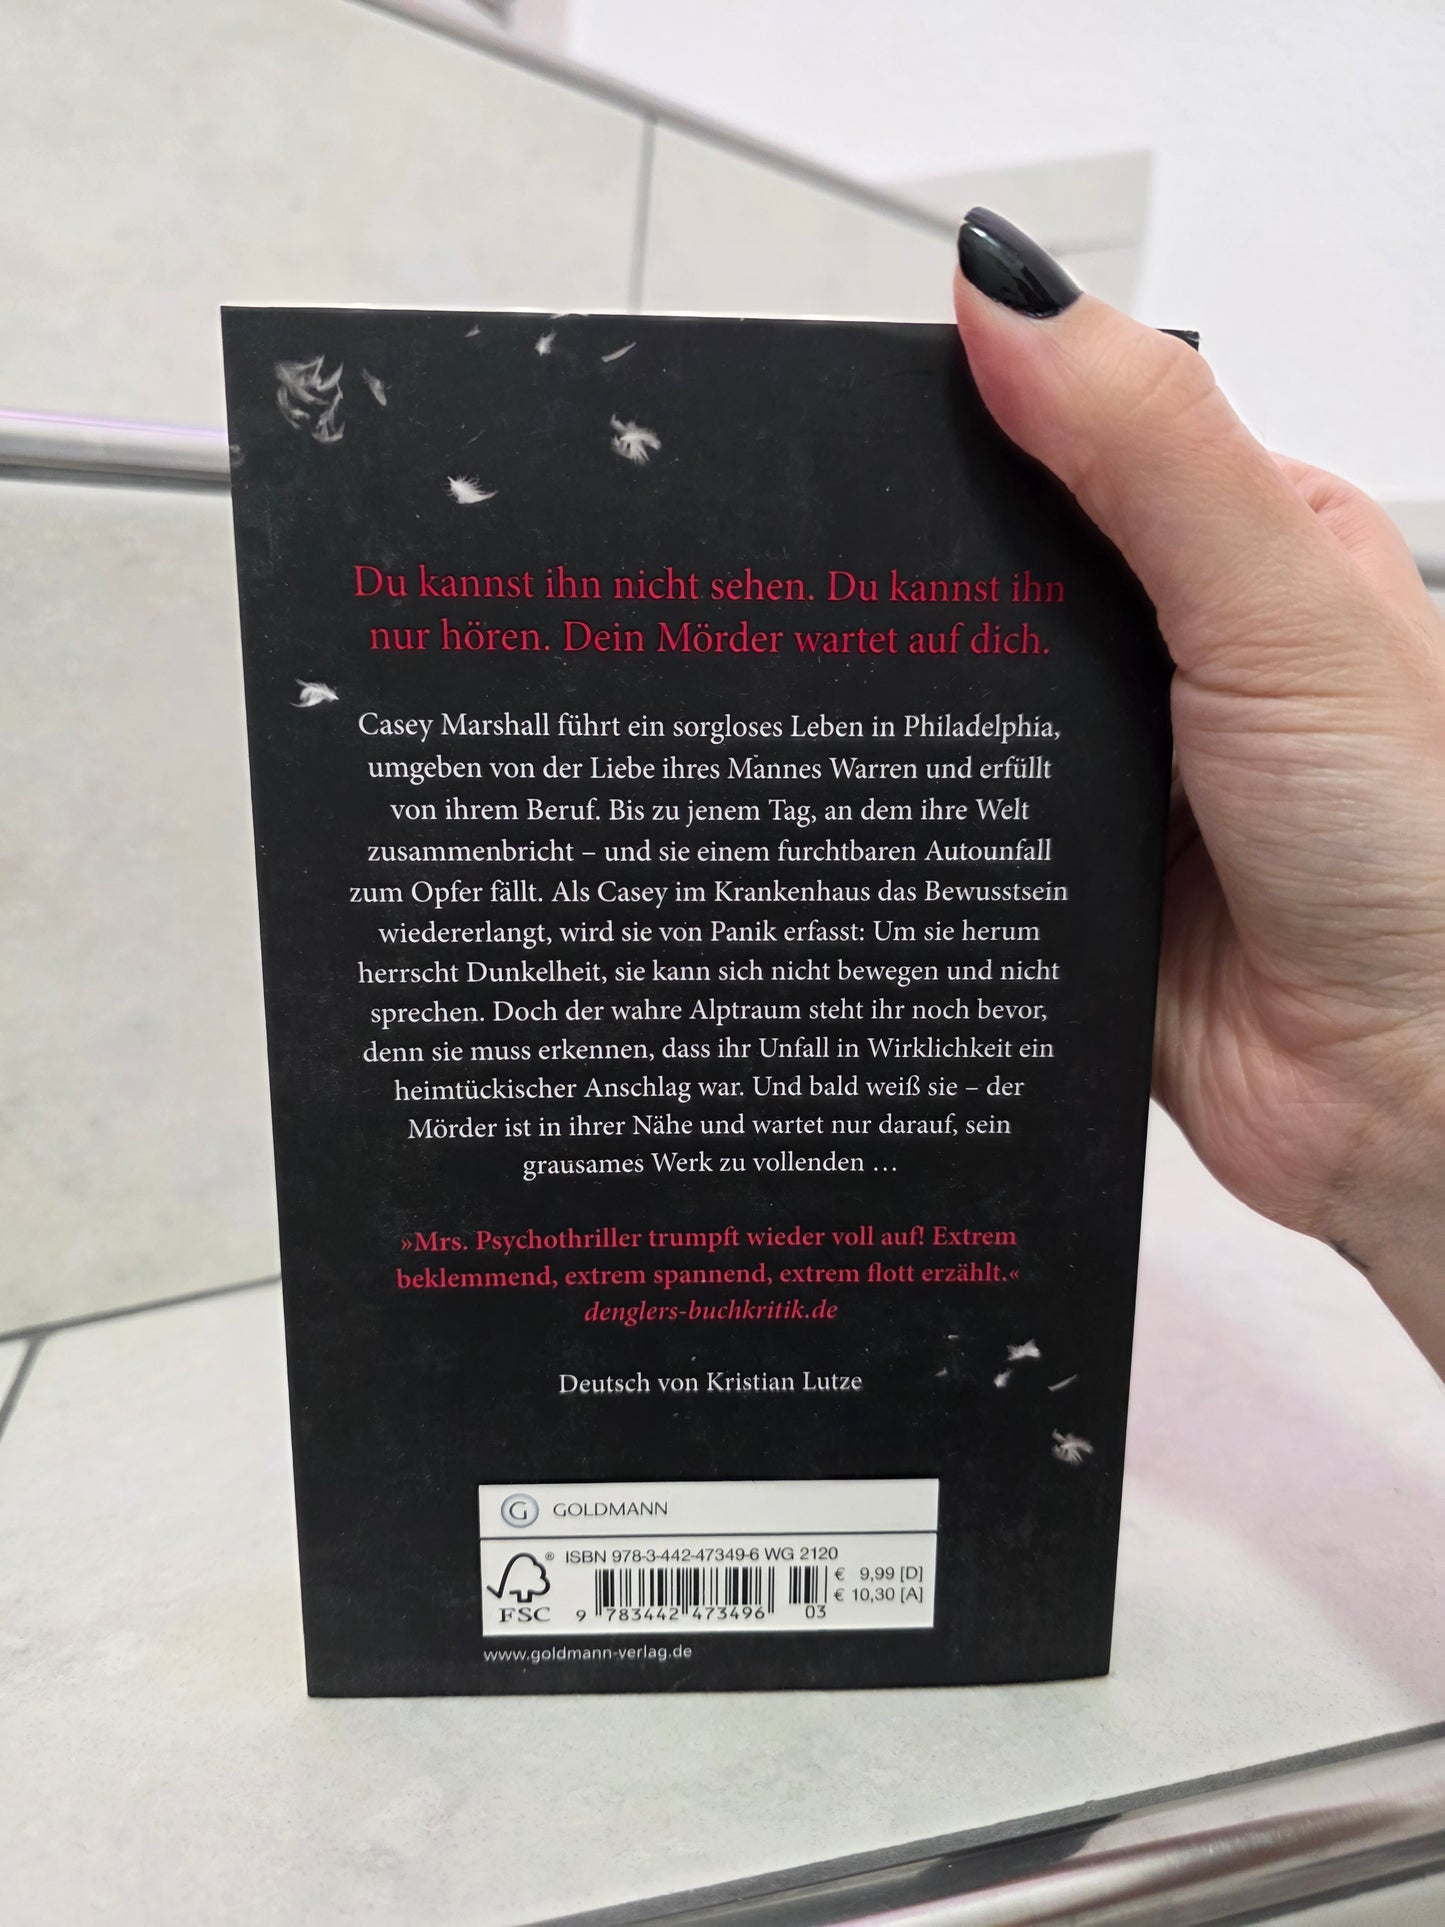 Du kannst ihn nicht sehen. Du kannst ihn
nur hören. Dein Mörder wartet auf dich.
Casey Marshall führt ein sorgloses Leben in Philadelphia,
umgeben von der Liebe ihres Mannes Warren und erfüllt
von ihrem Beruf. Bis zu jenem Tag, an dem ihre Welt
zusammenbricht – und sie einem furchtbaren Autounfall
zum Opfer fällt. Als Casey im Krankenhaus das Bewusstsein
wiedererlangt, wird sie von Panik erfasst: Um sie herum
herrscht Dunkelheit, sie kann sich nicht bewegen und nicht
sprechen. Doch der wahre Alptraum steht ihr noch bevor,
denn sie muss erkennen, dass ihr Unfall in Wirklichkeit ein
heimtückischer Anschlag war. Und bald weiß sie – der
Mörder ist in ihrer Nähe und wartet nur darauf, sein
grausames Werk zu vollenden …
»Mrs. Psychothriller trumpft wieder voll auf! Extrem
beklemmend, extrem spannend, extrem flott erzählt.«
denglers-buchkritik.de
Deutsch von Kristian Lutze
G GOLDMANN
® ISBN 978-3-442-47349-6 WG 2120
€ 9,99 [D]
€ 10,30 [A]
FSC 9 783442 473496 03
www.goldmann-verlag.de